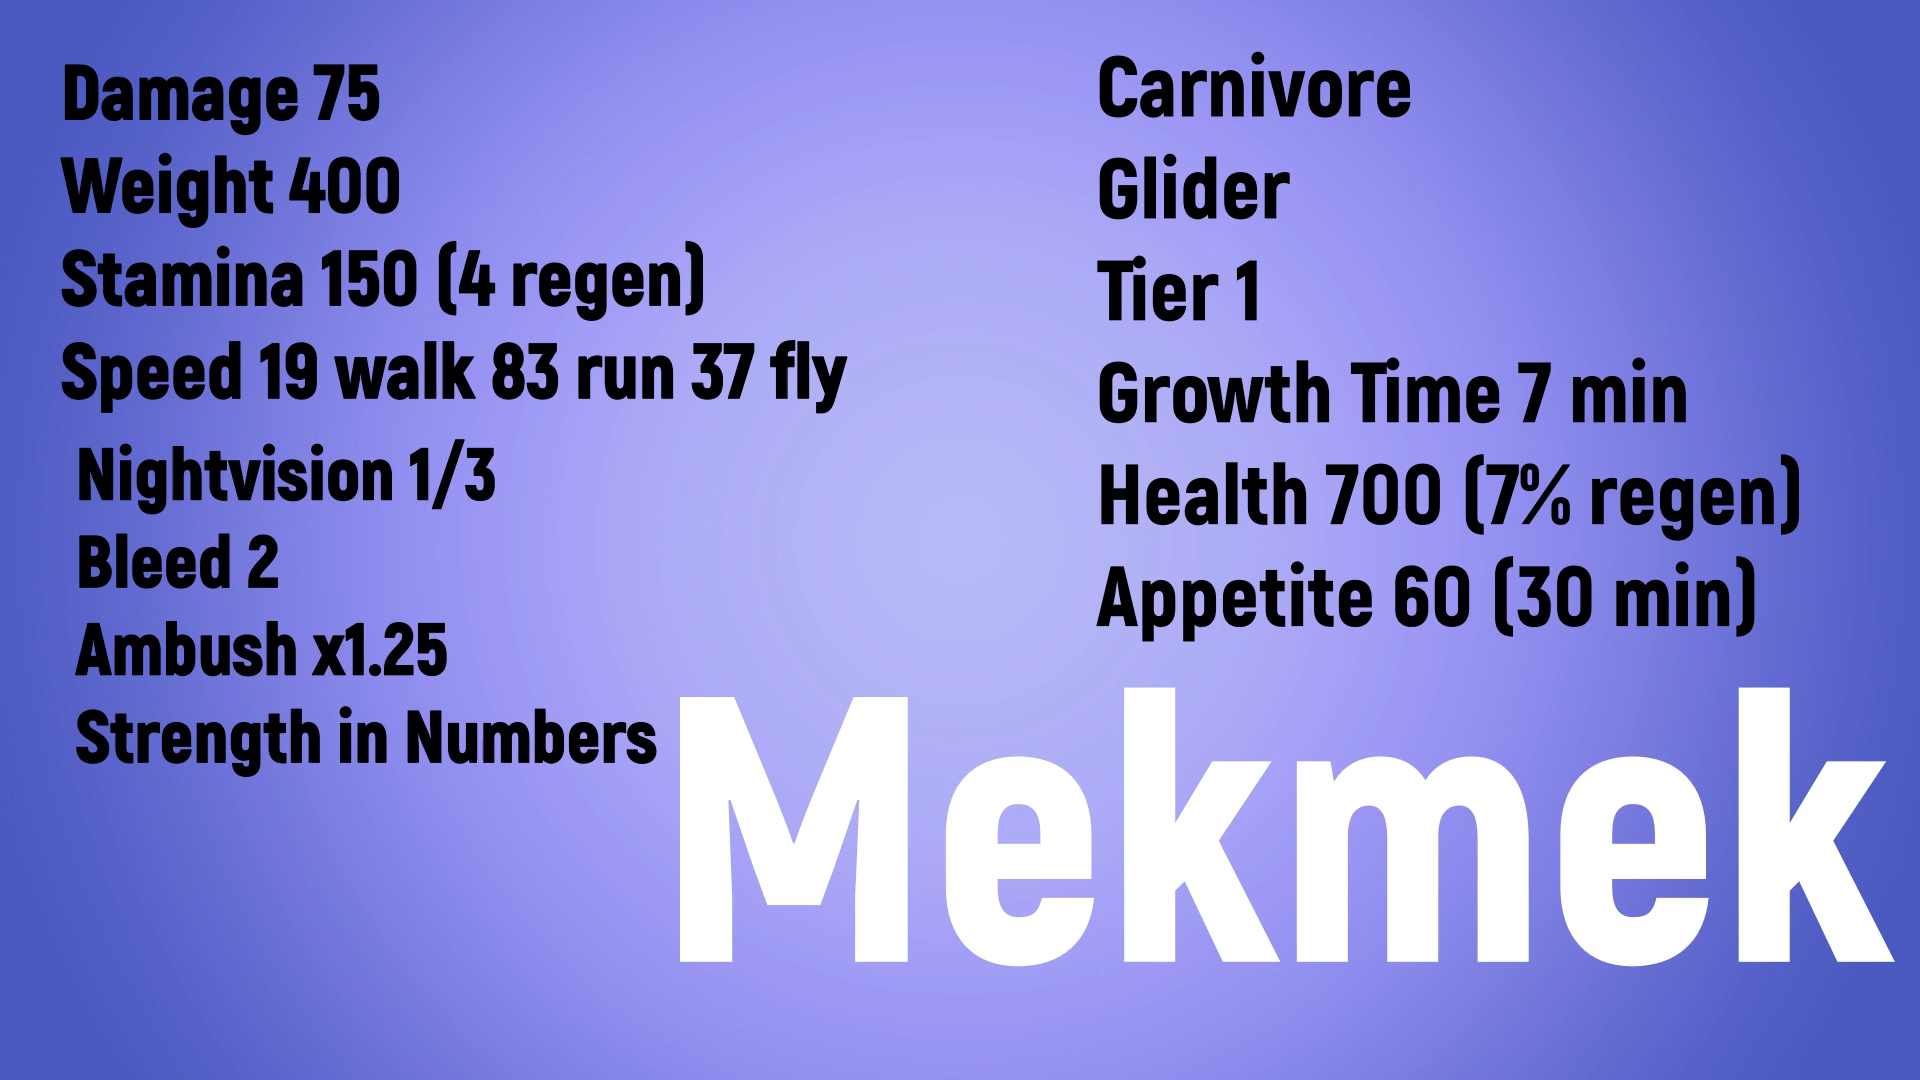 Damage 75
Weight 400
Stamina 150 (4 regen)
Speed 19 walk 83 run 37 fly
Nightvision 1/3
Bleed 2
Ambush x1.25
Strength in Numbers
Carnivore
Glider
Tier 1
Growth Time 7 min
Health 700 (7% regen)
Appetite 60 (30 min)
Mekmek